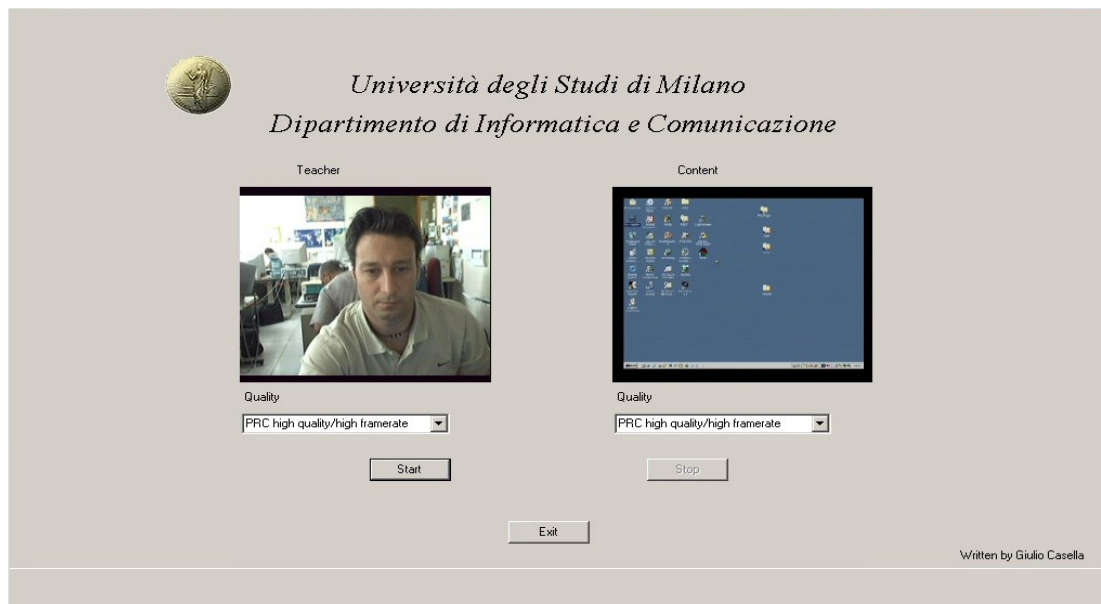 Università degli Studi di Milano
Dipartimento di Informatica e Comunicazione
Teacher
Content
Quality
Quality
PRC high quality/high framerate
PRC high quality/high framerate
Start
Stop
Exit
Written by Giulio Casella